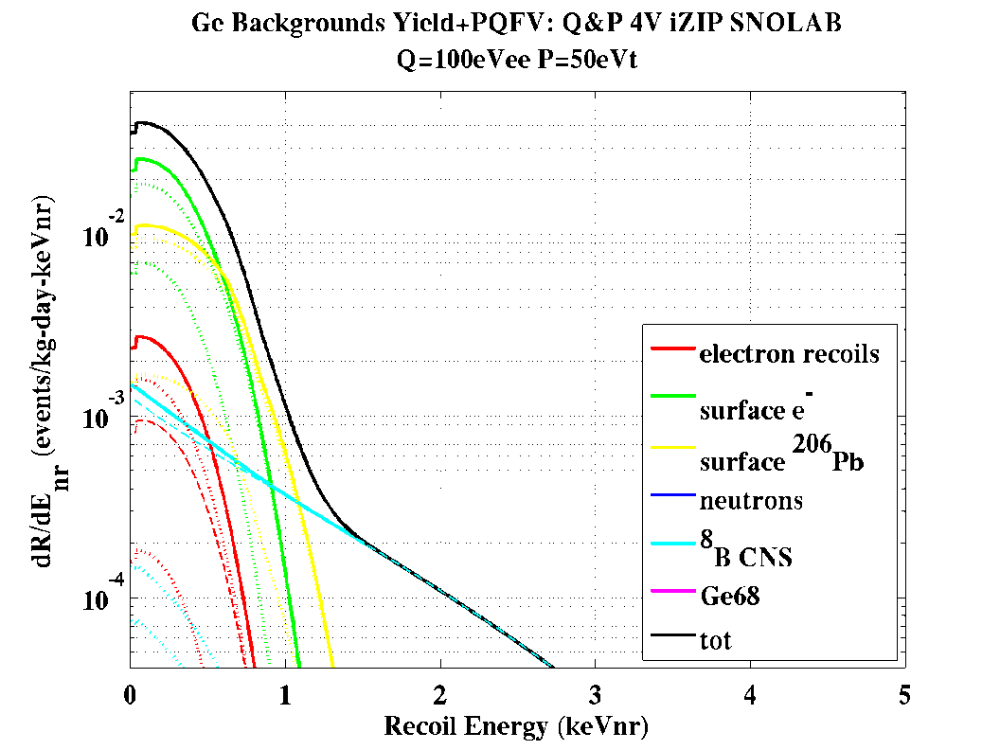 Ge Backgrounds Yield+PQFV: Q&P 4V iZIP SNOLAB
Q=100eVee P=50eVt
dR/dE_nr (events/kg-day-keVnr)
10^-2
10^-3
10^-4
electron recoils
surface e^-
surface ^206Pb
neutrons
^8B CNS
Ge68
tot
0 1 2 3 4 5
Recoil Energy (keVnr)